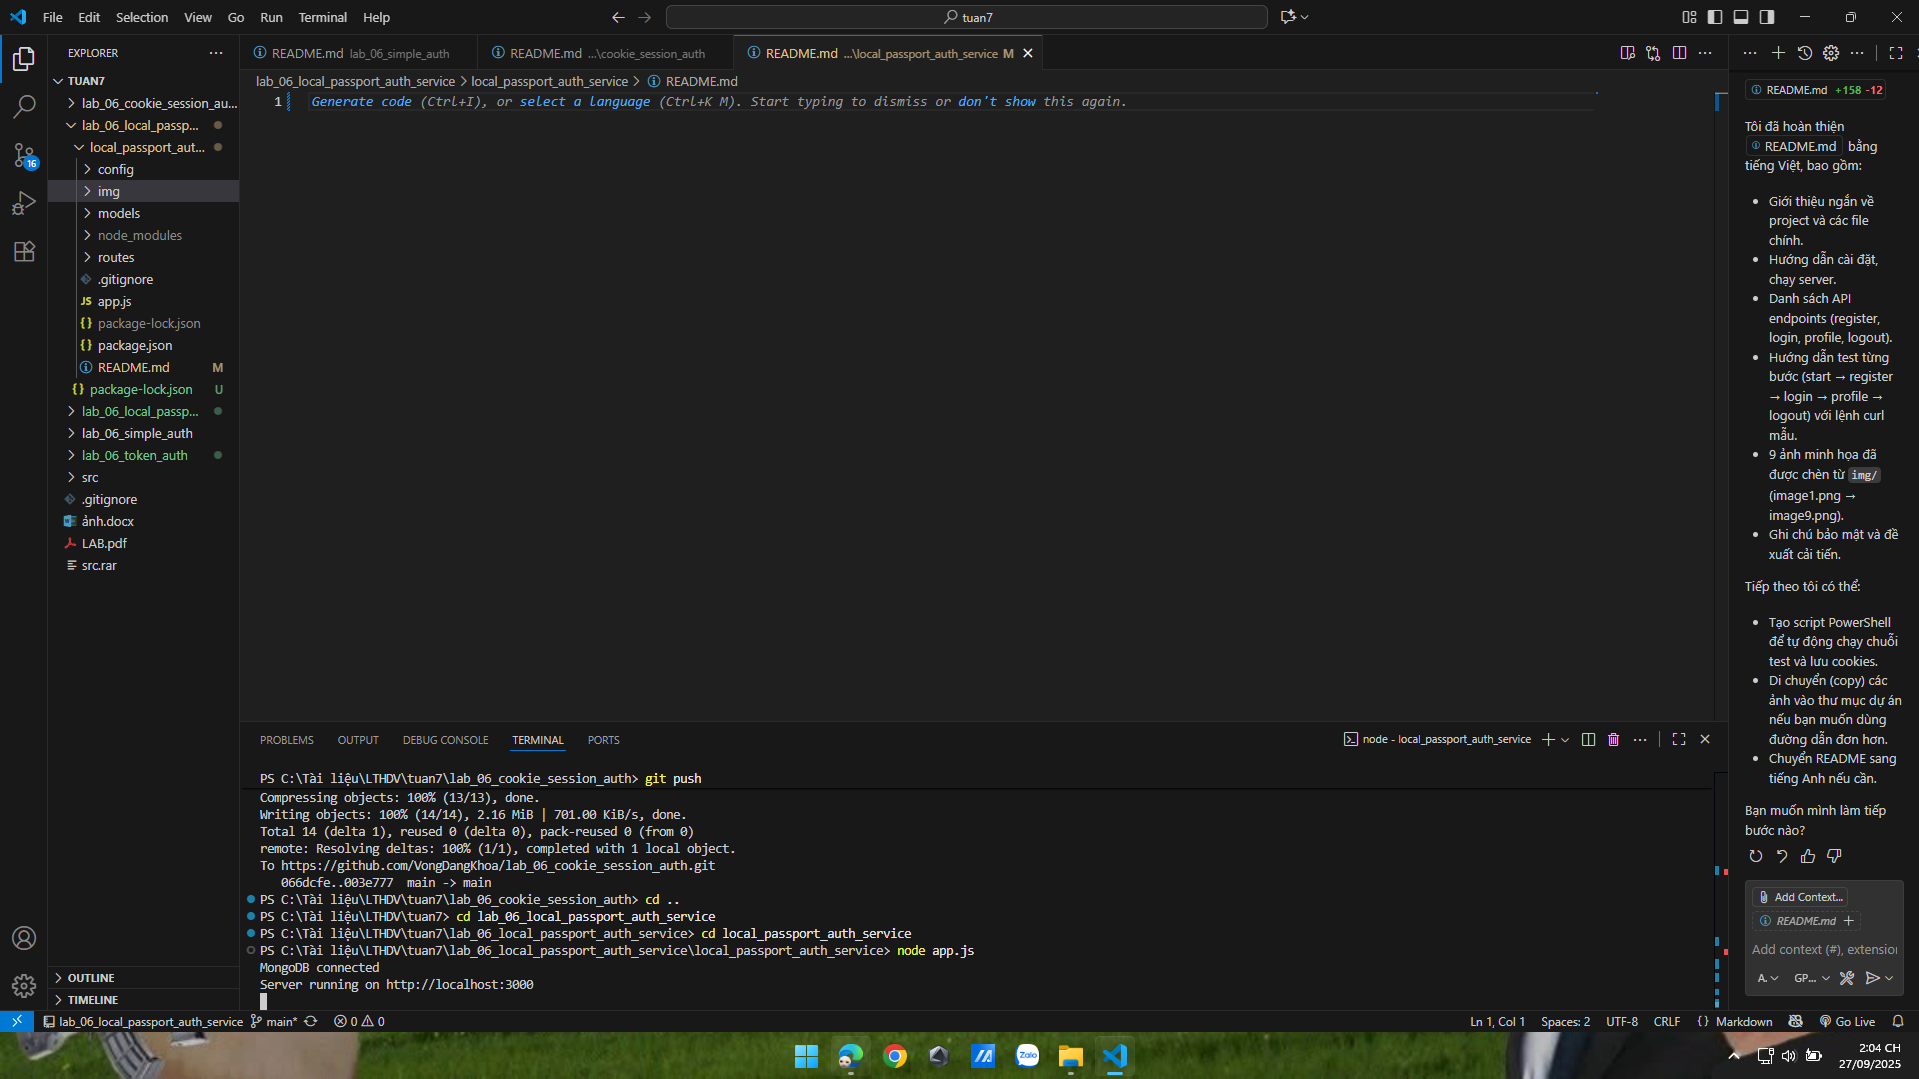 File Edit Selection View Go Run Terminal Help
tuan7
EXPLORER
TUAN7
lab_06_cookie_session_au...
lab_06_local_passp...
local_passport_aut...
config
img
models
node_modules
routes
.gitignore
JS app.js
{} package-lock.json
{} package.json
README.md M
{} package-lock.json U
lab_06_local_passp...
lab_06_simple_auth
lab_06_token_auth
src
.gitignore
ảnh.docx
LAB.pdf
src.rar
OUTLINE
TIMELINE
16
README.md lab_06_simple_auth
README.md ...\cookie_session_auth
README.md ...\local_passport_auth_service M
lab_06_local_passport_auth_service > local_passport_auth_service > README.md
1 Generate code (Ctrl+I), or select a language (Ctrl+K M). Start typing to dismiss or don't show this again.
PROBLEMS OUTPUT DEBUG CONSOLE TERMINAL PORTS
node - local_passport_auth_service
PS C:\Tài liệu\LTHDV\tuan7\lab_06_cookie_session_auth> git push
Compressing objects: 100% (13/13), done.
Writing objects: 100% (14/14), 2.16 MiB | 701.00 KiB/s, done.
Total 14 (delta 1), reused 0 (delta 0), pack-reused 0 (from 0)
remote: Resolving deltas: 100% (1/1), completed with 1 local object.
To https://github.com/VongDangKhoa/lab_06_cookie_session_auth.git
066dcfe..003e777 main -> main
PS C:\Tài liệu\LTHDV\tuan7\lab_06_cookie_session_auth> cd ..
PS C:\Tài liệu\LTHDV\tuan7> cd lab_06_local_passport_auth_service
PS C:\Tài liệu\LTHDV\tuan7\lab_06_local_passport_auth_service> cd local_passport_auth_service
PS C:\Tài liệu\LTHDV\tuan7\lab_06_local_passport_auth_service\local_passport_auth_service> node app.js
MongoDB connected
Server running on http://localhost:3000
README.md +158 -12
Tôi đã hoàn thiện
README.md bằng
tiếng Việt, bao gồm:
Giới thiệu ngắn về
project và các file
chính.
Hướng dẫn cài đặt,
chạy server.
Danh sách API
endpoints (register,
login, profile, logout).
Hướng dẫn test từng
bước (start → register
→ login → profile →
logout) với lệnh curl
mẫu.
9 ảnh minh họa đã
được chèn từ img/
(image1.png →
image9.png).
Ghi chú bảo mật và đề
xuất cải tiến.
Tiếp theo tôi có thể:
Tạo script PowerShell
để tự động chạy chuỗi
test và lưu cookies.
Di chuyển (copy) các
ảnh vào thư mục dự án
nếu bạn muốn dùng
đường dẫn đơn hơn.
Chuyển README sang
tiếng Anh nếu cần.
Bạn muốn mình làm tiếp
bước nào?
Add Context...
README.md +
Add context (#), extension
A. GP...
lab_06_local_passport_auth_service main* 0 0
Ln 1, Col 1 Spaces: 2 UTF-8 CRLF {} Markdown Go Live
Zalo
2:04 CH
27/09/2025